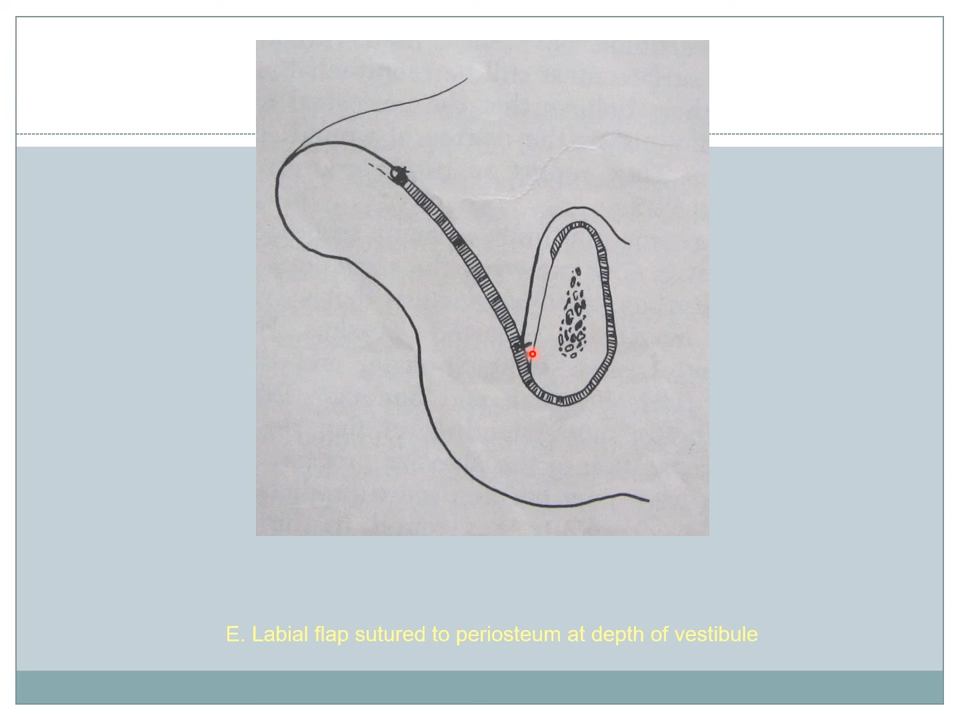 E. Labial flap sutured to periosteum at depth of vestibule